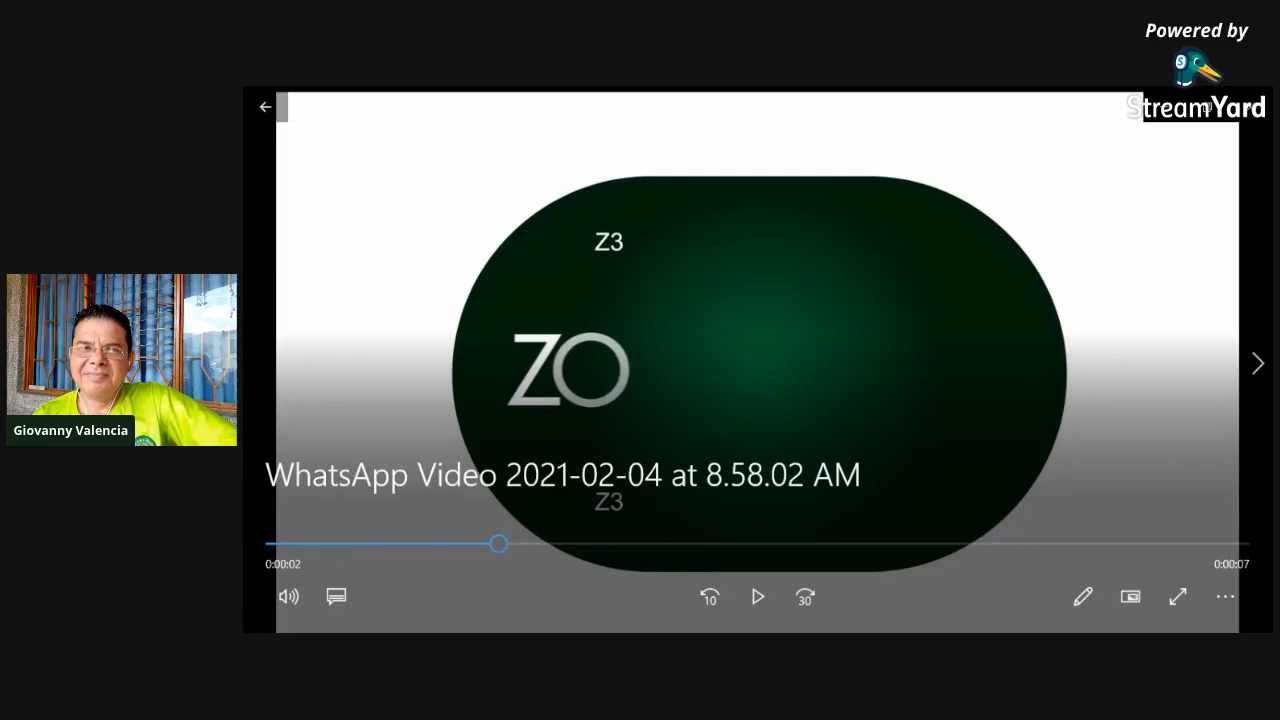 Powered by
StreamYard
Z3
ZO
Giovanny Valencia
WhatsApp Video 2021-02-04 at 8.58.02 AM
Z3
0:00:02
0:00:07
10
30